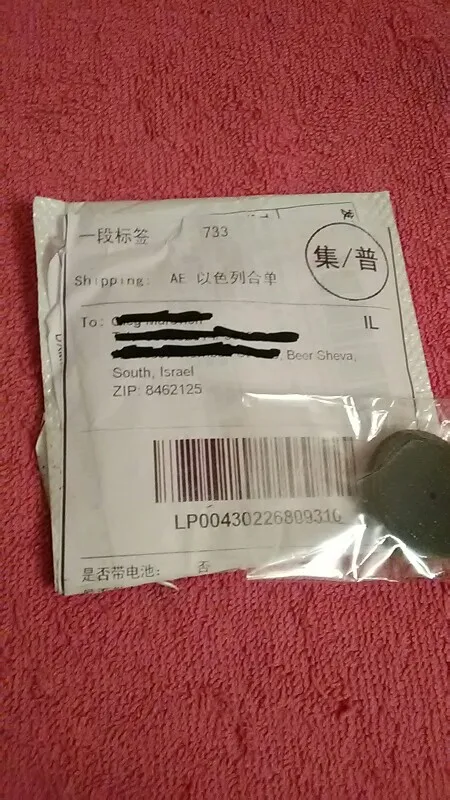 一段标签 733
集/普
Shipping: AE 以色列合单
To:
IL
Beer Sheva,
South, Israel
ZIP: 8462125
LP00430226809310
是否带电池: 否